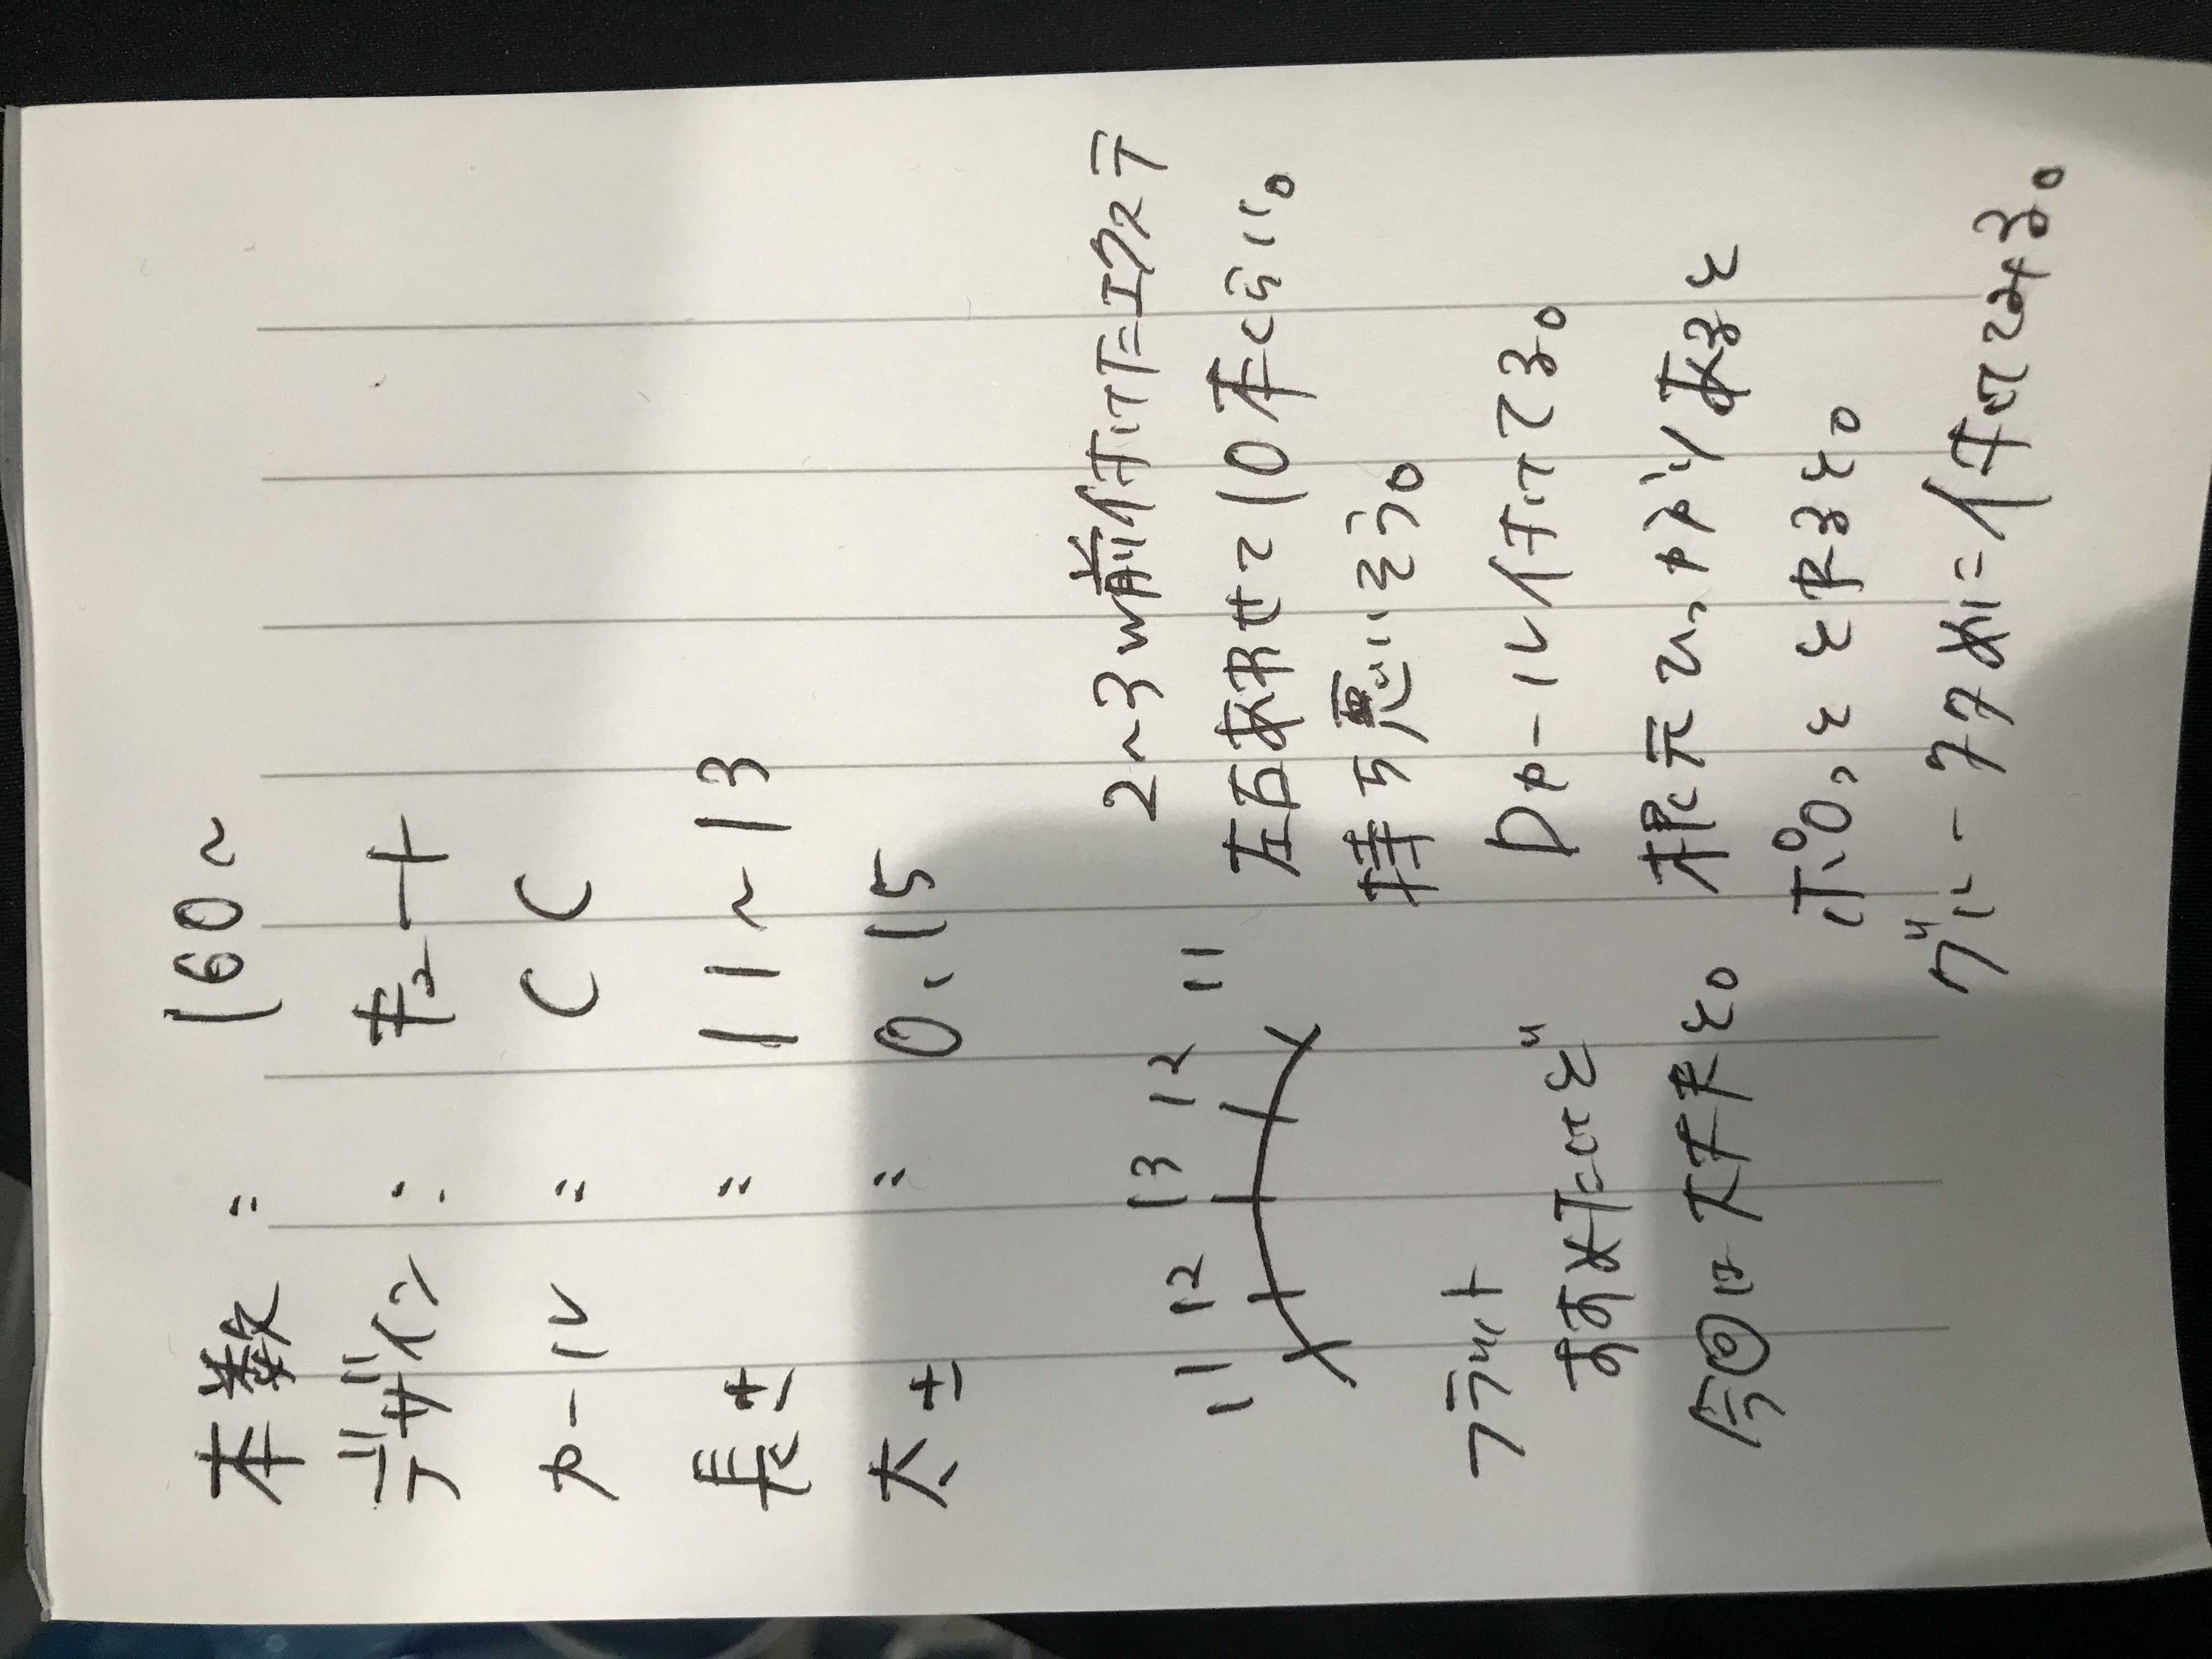 本数 : 160～
デザイン : キュート
カール : CC
長さ : 11～13
太さ : 0.15
11 12 13 12 11
フラット
すすめたけど
今回は大丈夫と。
2～3w前付けたエクステ
左右あわせて10本くらい。
持ち悪いそう。
Dカール付けてる。
根元ひっかかりあると
ポロっと とれると。
グルー多めに付けてみる。